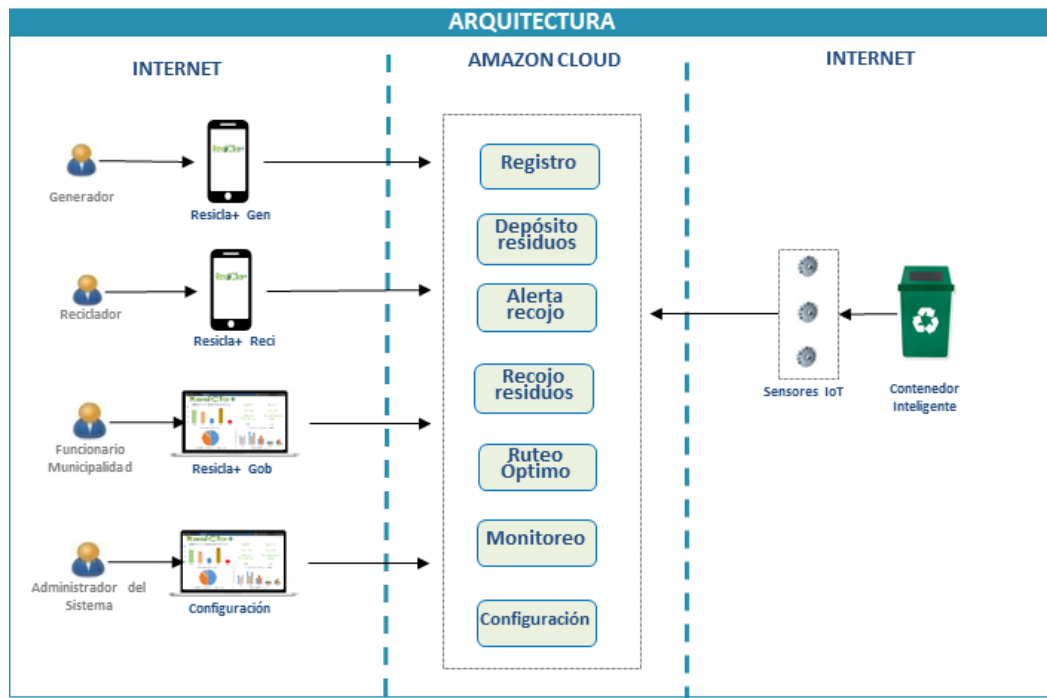 ARQUITECTURA
INTERNET
AMAZON CLOUD
INTERNET
Generador
Resicla+ Gen
Reciclador
Resicla+ Reci
Funcionario
Municipalidad
Resicla+ Gob
Administrador del
Sistema
Configuración
Registro
Depósito
residuos
Alerta
recojo
Recojo
residuos
Ruteo
Óptimo
Monitoreo
Configuración
Sensores IoT
Contenedor
Inteligente